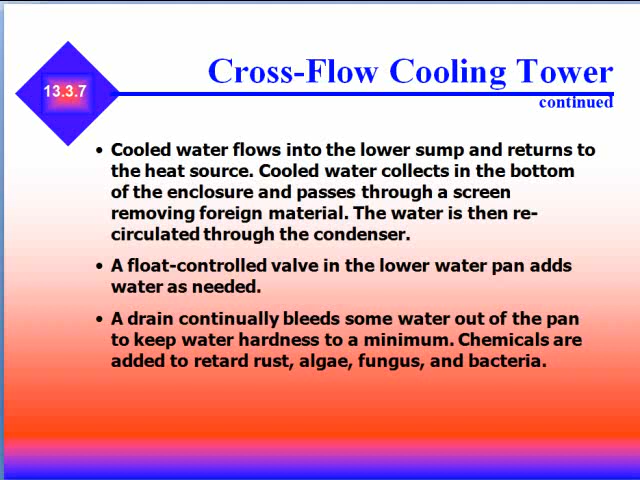 Cross-Flow Cooling Tower
13.3.7
continued
• Cooled water flows into the lower sump and returns to
the heat source. Cooled water collects in the bottom
of the enclosure and passes through a screen
removing foreign material. The water is then re-
circulated through the condenser.
• A float-controlled valve in the lower water pan adds
water as needed.
• A drain continually bleeds some water out of the pan
to keep water hardness to a minimum. Chemicals are
added to retard rust, algae, fungus, and bacteria.